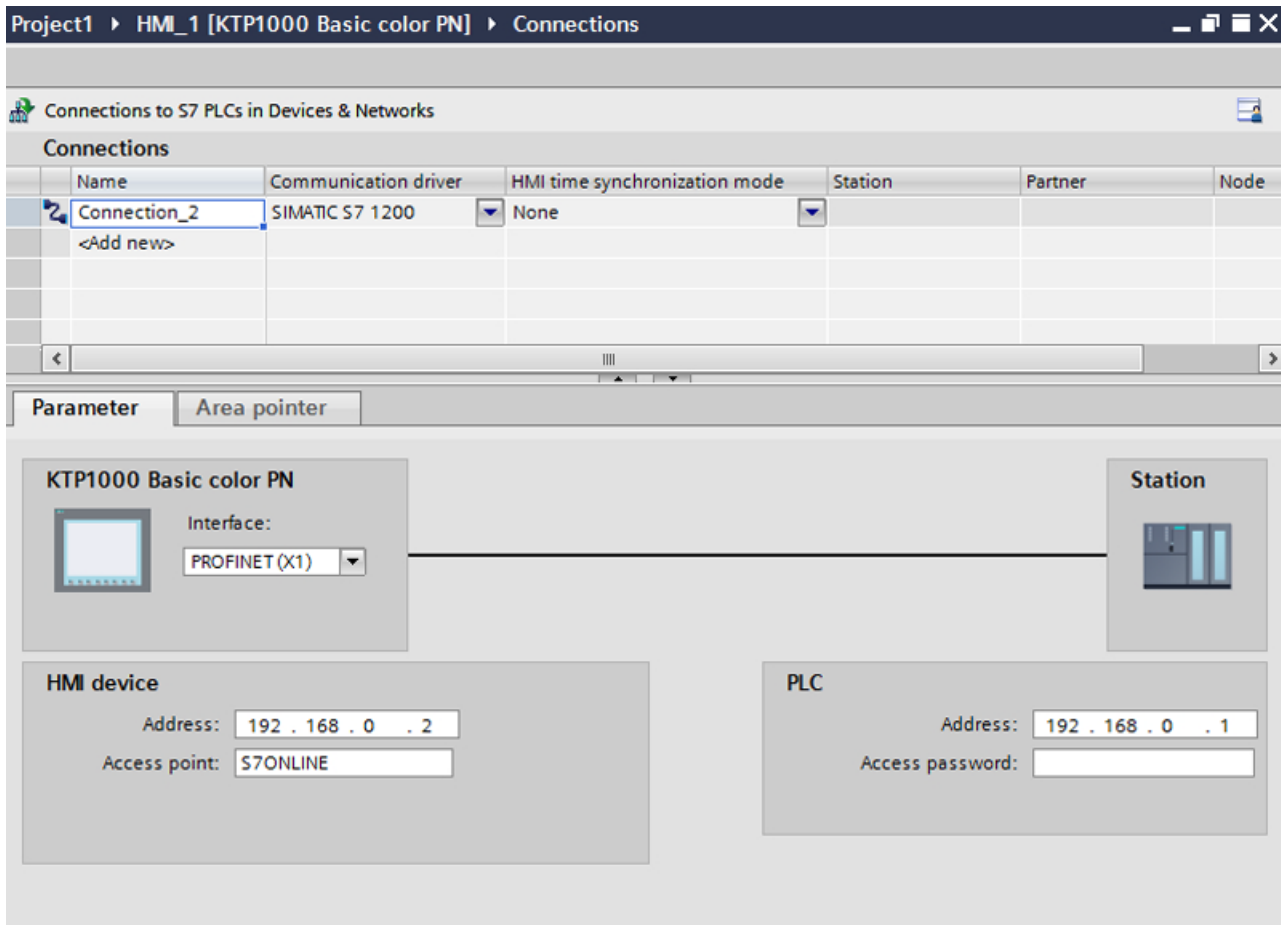 Project1 ▸ HMI_1 [KTP1000 Basic color PN] ▸ Connections
Connections to S7 PLCs in Devices & Networks
Connections
Name Communication driver HMI time synchronization mode Station Partner Node
Connection_2 SIMATIC S7 1200 None
<Add new>
Parameter Area pointer
KTP1000 Basic color PN Station
Interface:
PROFINET (X1)
HMI device PLC
Address: 192 . 168 . 0 . 2 Address: 192 . 168 . 0 . 1
Access point: S7ONLINE Access password: